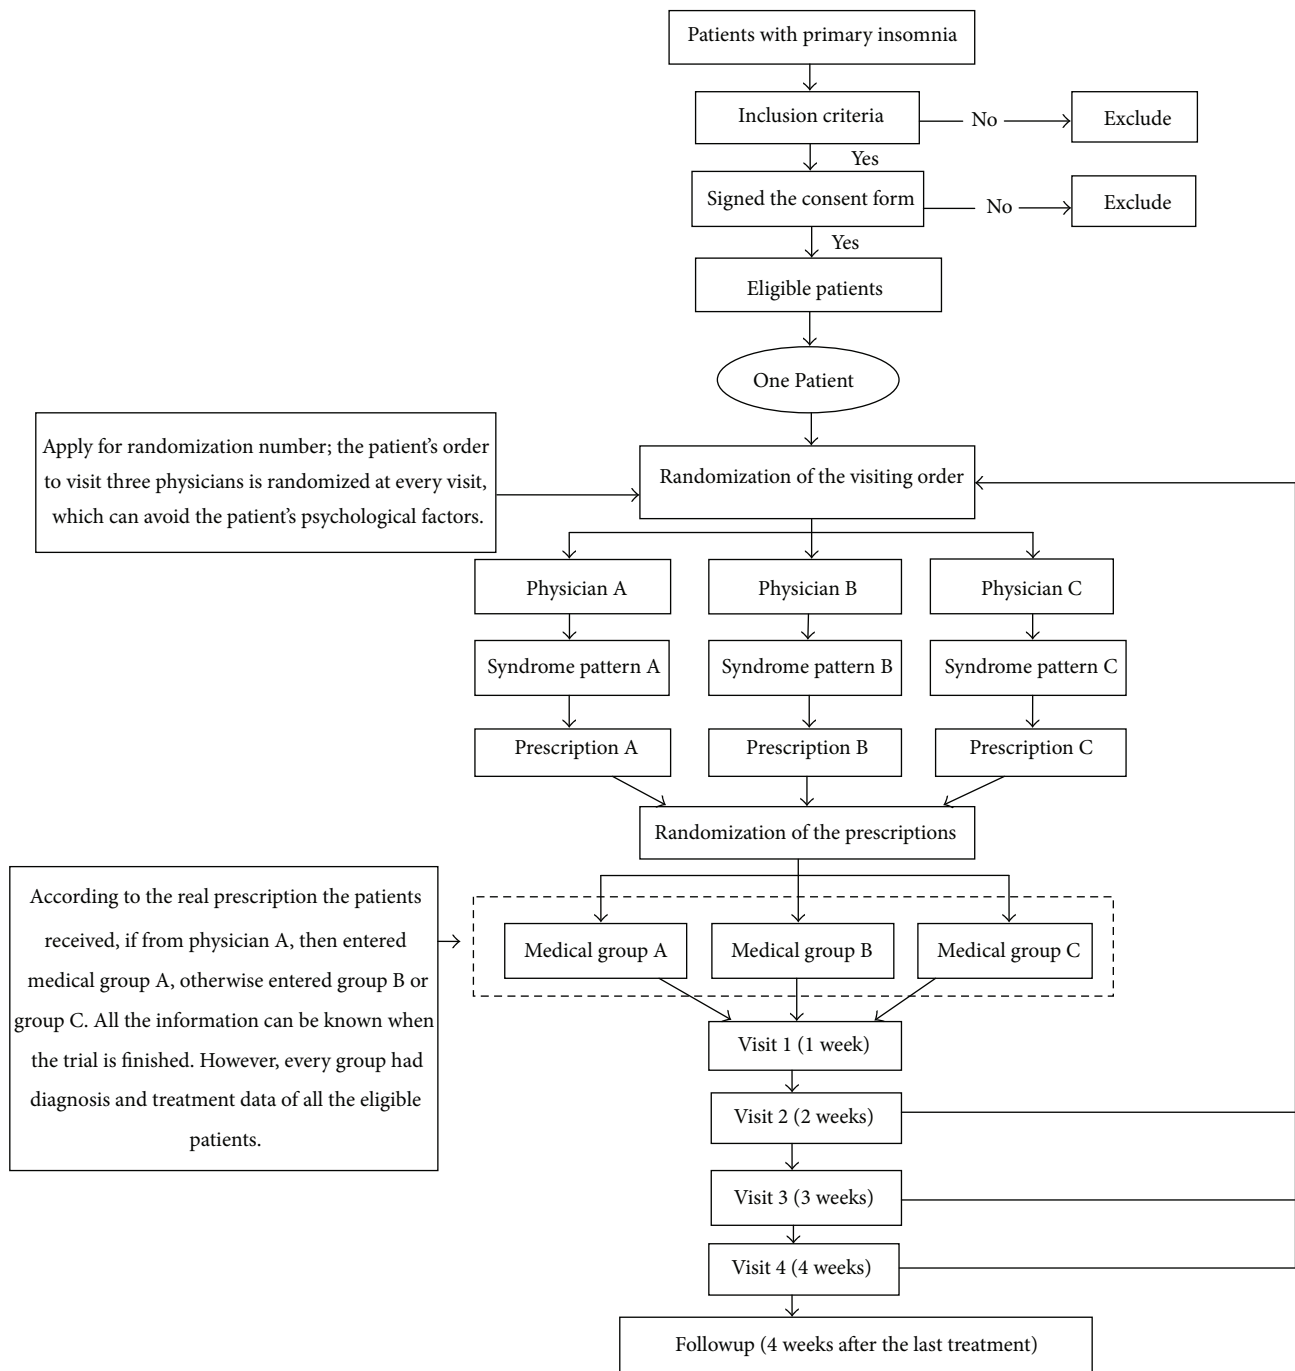 Patients with primary insomnia
Inclusion criteria
No
Exclude
Yes
Signed the consent form
No
Exclude
Yes
Eligible patients
One Patient
Apply for randomization number; the patient's order
to visit three physicians is randomized at every visit,
which can avoid the patient's psychological factors.
Randomization of the visiting order
Physician A
Physician B
Physician C
Syndrome pattern A
Syndrome pattern B
Syndrome pattern C
Prescription A
Prescription B
Prescription C
Randomization of the prescriptions
According to the real prescription the patients
received, if from physician A, then entered
medical group A, otherwise entered group B or
group C. All the information can be known when
the trial is finished. However, every group had
diagnosis and treatment data of all the eligible
patients.
Medical group A
Medical group B
Medical group C
Visit 1 (1 week)
Visit 2 (2 weeks)
Visit 3 (3 weeks)
Visit 4 (4 weeks)
Followup (4 weeks after the last treatment)